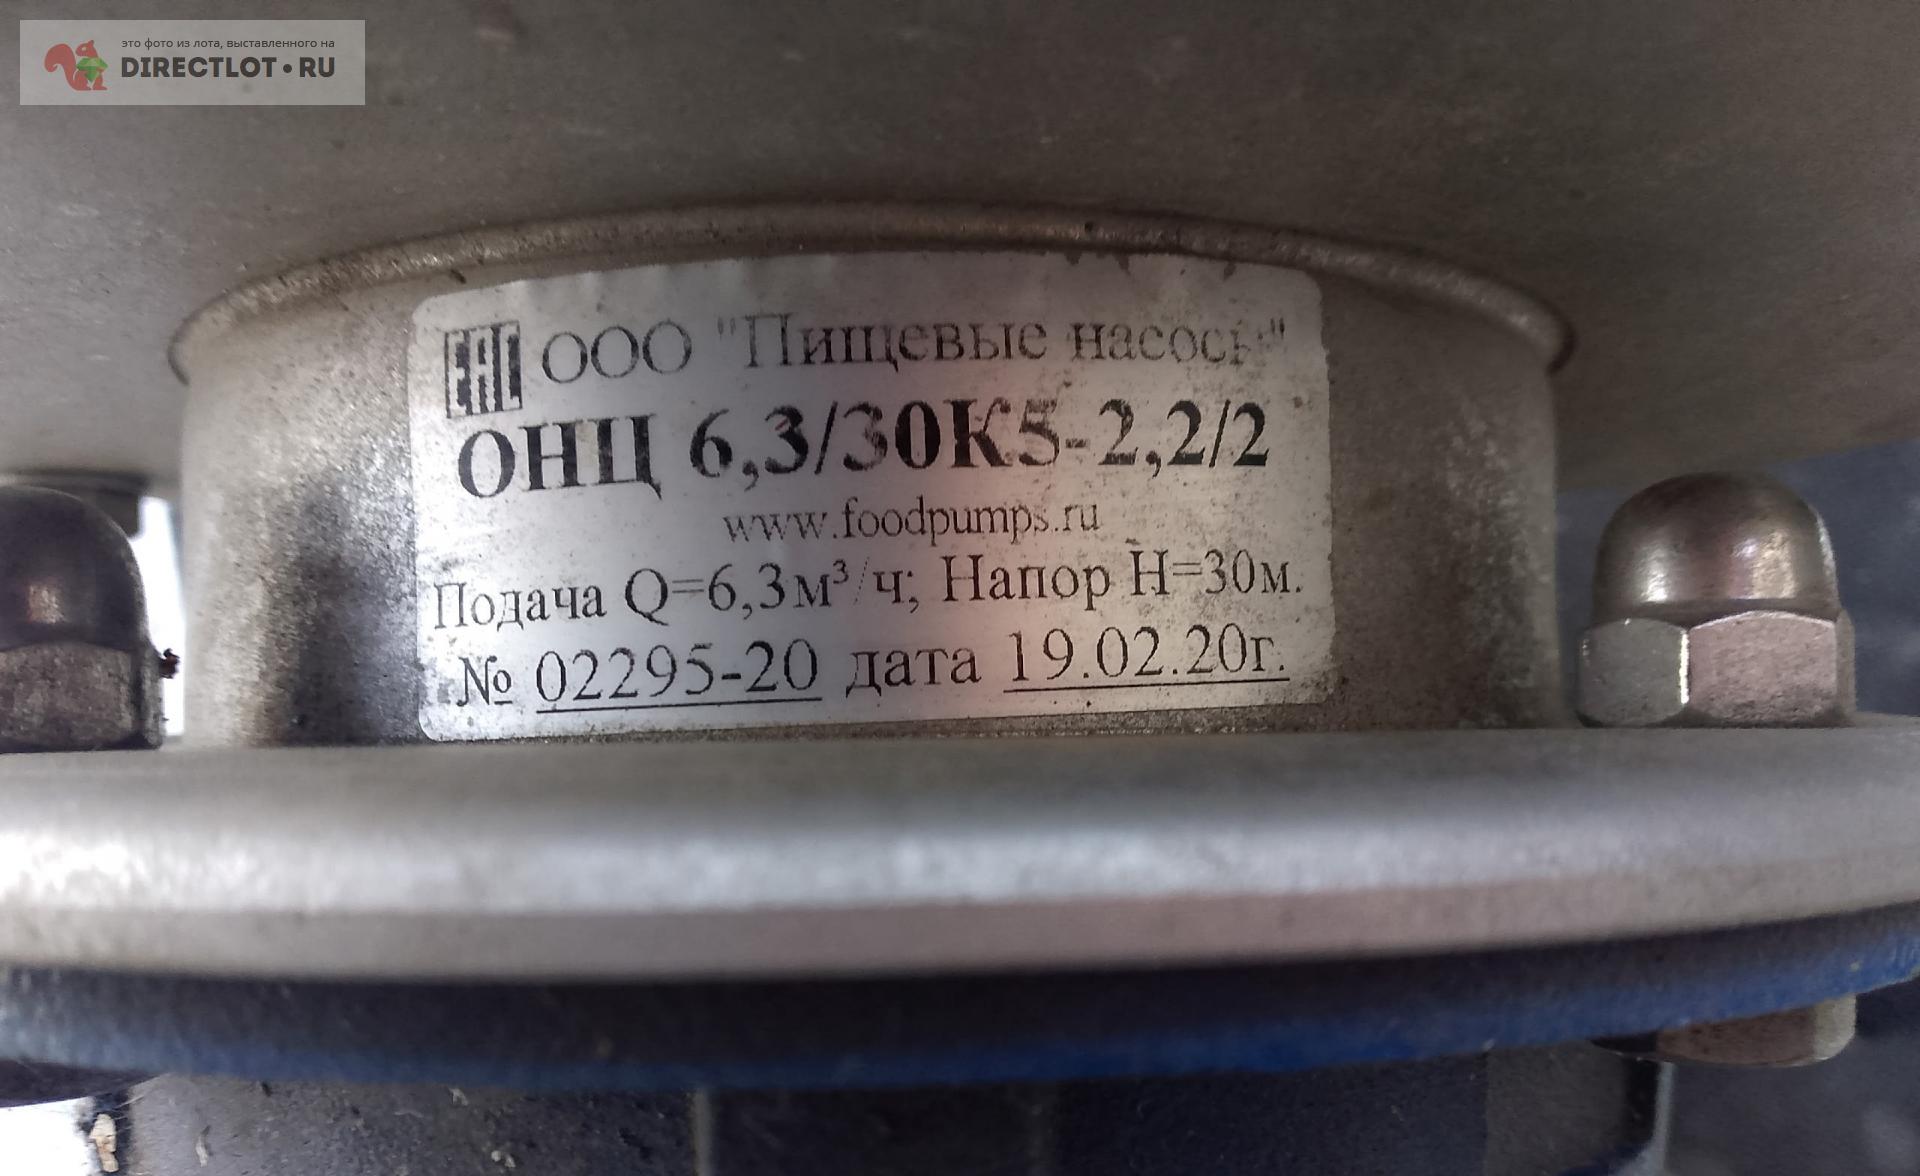 это фото из лота, выставленного на
DIRECTLOT•RU
EAC ООО "Пищевые насосы"
ОНЦ 6,3/30К5-2,2/2
www.foodpumps.ru
Подача Q=6,3м³/ч; Напор Н=30м.
№ 02295-20 дата 19.02.20г.